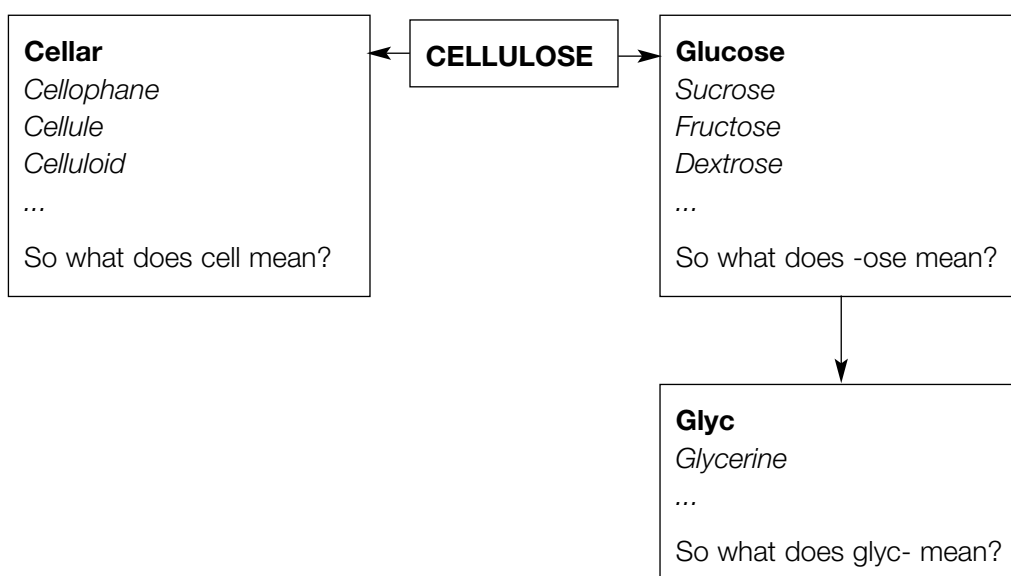 CELLULOSE
Cellar
Cellophane
Cellule
Celluloid
...
So what does cell mean?
Glucose
Sucrose
Fructose
Dextrose
...
So what does -ose mean?
Glyc
Glycerine
...
So what does glyc- mean?